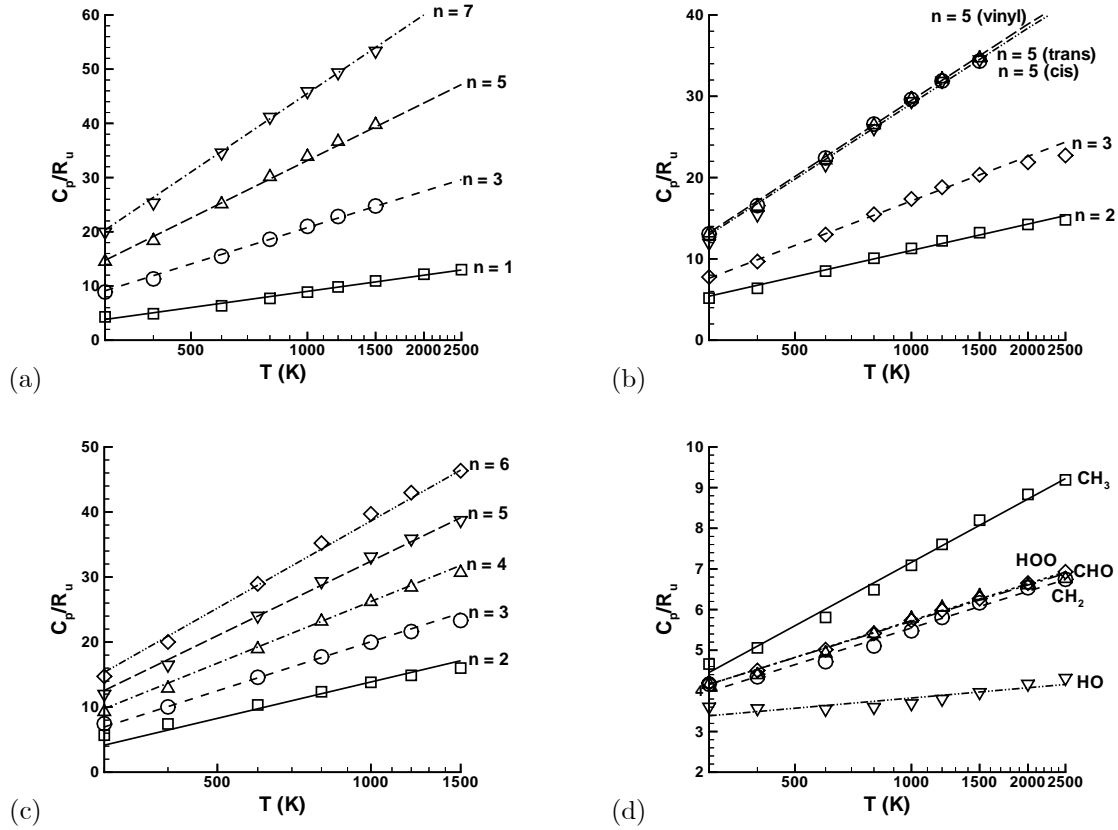 60
50
40
30
20
10
0
C_p/R_u
n = 7
n = 5
n = 3
n = 1
500
1000
1500
2000
2500
T (K)
(a)
40
30
20
10
0
C_p/R_u
n = 5 (vinyl)
n = 5 (trans)
n = 5 (cis)
n = 3
n = 2
500
1000
1500
2000
2500
T (K)
(b)
50
40
30
20
10
0
C_p/R_u
n = 6
n = 5
n = 4
n = 3
n = 2
500
1000
1500
T (K)
(c)
10
9
8
7
6
5
4
3
2
C_p/R_u
CH_3
HOO
CHO
CH_2
HO
500
1000
1500
2000
2500
T (K)
(d)